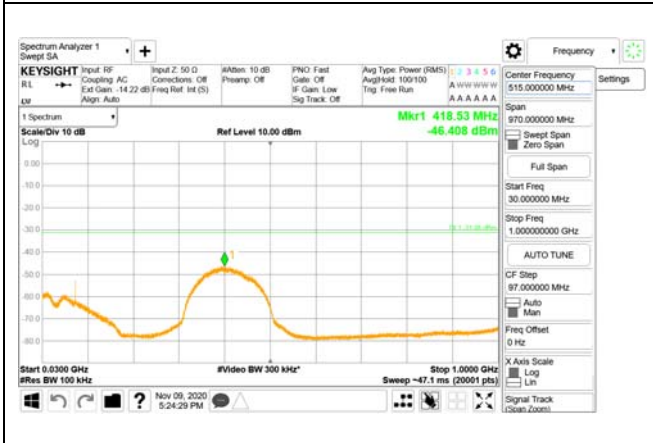 Spectrum Analyzer 1
Swept SA
Frequency
KEYSIGHT
RL
Input: RF
Coupling: AC
Ext Gain: -14.22 dB
Align: Auto
Input Z: 50 Ω
Corrections: Off
Freq Ref: Int (S)
#Atten: 10 dB
Preamp: Off
PNO: Fast
Gate: Off
IF Gain: Low
Sig Track: Off
Avg Type: Power (RMS)
Avg|Hold: 100/100
Trig: Free Run
1 2 3 4 5 6
A W W W W W
A A A A A A
1 Spectrum
Scale/Div 10 dB
Log
Ref Level 10.00 dBm
Mkr1 418.53 MHz
-46.408 dBm
0.00
-10.0
-20.0
-30.0
-40.0
-50.0
-60.0
-70.0
-80.0
1
Start 0.0300 GHz
#Res BW 100 kHz
#Video BW 300 kHz*
Stop 1.0000 GHz
Sweep ~47.1 ms (20001 pts)
Nov 09, 2020
5:24:29 PM
Center Frequency
515.000000 MHz
Settings
Span
970.000000 MHz
Swept Span
Zero Span
Full Span
Start Freq
30.000000 MHz
Stop Freq
1.000000000 GHz
AUTO TUNE
CF Step
97.000000 MHz
Auto
Man
Freq Offset
0 Hz
X Axis Scale
Log
Lin
Signal Track
(Span Zoom)